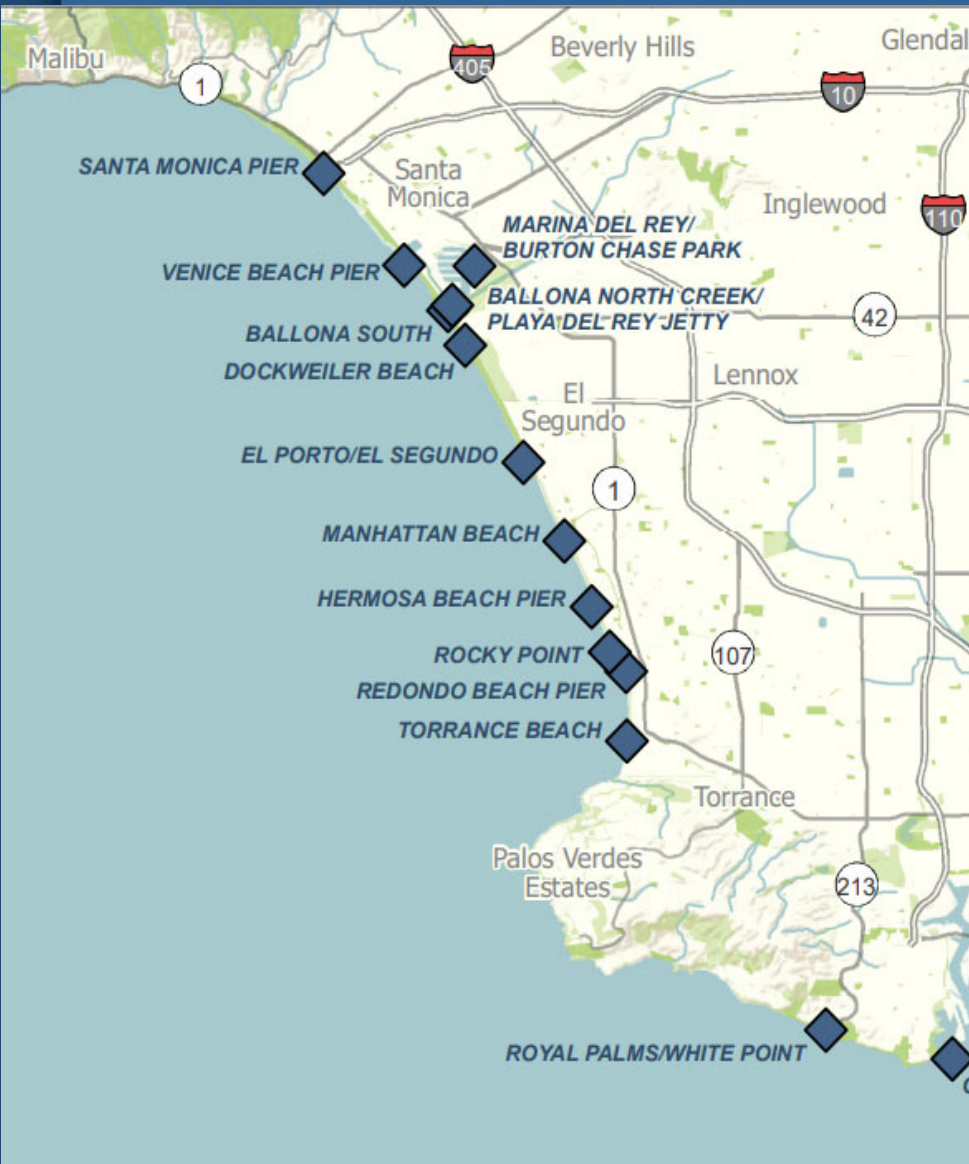 Malibu
Beverly Hills
Glendal
405
10
1
SANTA MONICA PIER
Santa
Monica
Inglewood
110
MARINA DEL REY/
BURTON CHASE PARK
VENICE BEACH PIER
BALLONA NORTH CREEK/
PLAYA DEL REY JETTY
42
BALLONA SOUTH
DOCKWEILER BEACH
Lennox
El
Segundo
EL PORTO/EL SEGUNDO
1
MANHATTAN BEACH
HERMOSA BEACH PIER
ROCKY POINT
107
REDONDO BEACH PIER
TORRANCE BEACH
Torrance
Palos Verdes
Estates
213
ROYAL PALMS/WHITE POINT